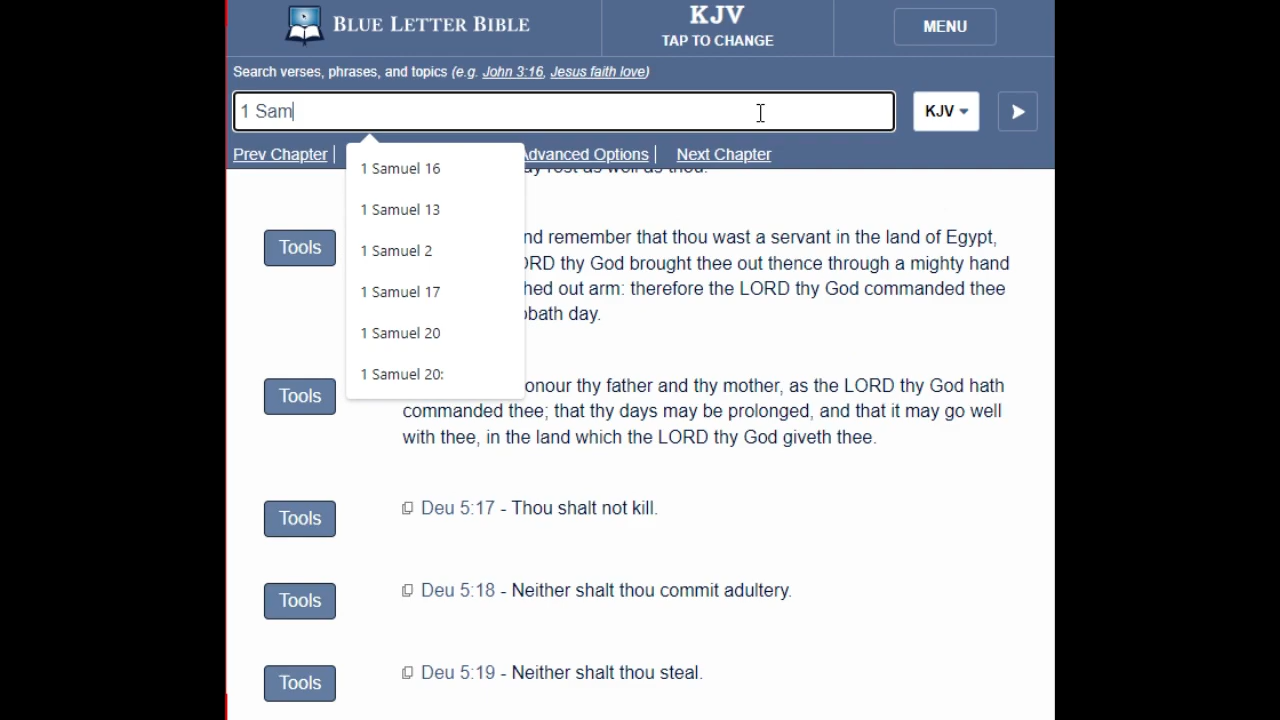 BLUE LETTER BIBLE
KJV
TAP TO CHANGE
MENU
Search verses, phrases, and topics (e.g. John 3:16, Jesus faith love)
1 Sam
KJV
Prev Chapter |
Advanced Options |
Next Chapter
1 Samuel 16
1 Samuel 13
1 Samuel 2
1 Samuel 17
1 Samuel 20
1 Samuel 20:
may rest as well as thou.
Tools
nd remember that thou wast a servant in the land of Egypt,
ORD thy God brought thee out thence through a mighty hand
hed out arm: therefore the LORD thy God commanded thee
bath day.
Tools
onour thy father and thy mother, as the LORD thy God hath
commanded thee; that thy days may be prolonged, and that it may go well
with thee, in the land which the LORD thy God giveth thee.
Tools
Deu 5:17 - Thou shalt not kill.
Tools
Deu 5:18 - Neither shalt thou commit adultery.
Tools
Deu 5:19 - Neither shalt thou steal.